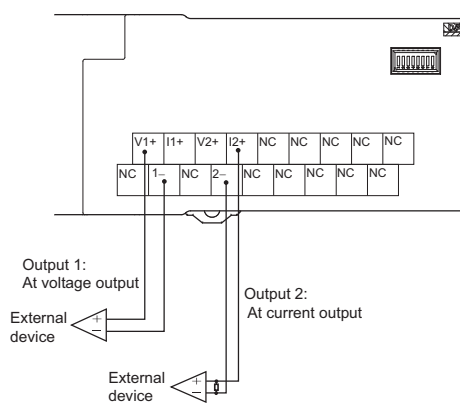 V1+ I1+ V2+ I2+ NC NC NC NC NC
NC 1– NC 2– NC NC NC NC NC
Output 1:
At voltage output
External
device
+
–
Output 2:
At current output
External
device
+
–